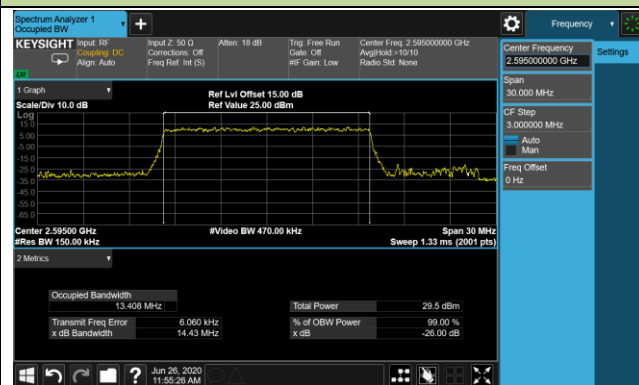 Spectrum Analyzer 1
Occupied BW
Frequency
KEYSIGHT
Input: RF
Coupling: DC
Align: Auto
Input Z: 50 Ω
Corrections: Off
Freq Ref: Int (S)
Atten: 18 dB
Trig: Free Run
Gate: Off
#IF Gain: Low
Center Freq: 2.595000000 GHz
Avg|Hold:>10/10
Radio Std: None
Center Frequency
2.595000000 GHz
Settings
Span
30.000 MHz
CF Step
3.000000 MHz
Auto
Man
Freq Offset
0 Hz
1 Graph
Scale/Div 10.0 dB
Ref Lvl Offset 15.00 dB
Ref Value 25.00 dBm
Log
15.0
5.00
-5.00
-15.0
-25.0
-35.0
-45.0
-55.0
-65.0
Center 2.59500 GHz
#Res BW 150.00 kHz
#Video BW 470.00 kHz
Span 30 MHz
Sweep 1.33 ms (2001 pts)
2 Metrics
Occupied Bandwidth
13.408 MHz
Total Power 29.5 dBm
Transmit Freq Error 6.060 kHz
% of OBW Power 99.00 %
x dB Bandwidth 14.43 MHz
x dB -26.00 dB
Jun 26, 2020
11:55:26 AM